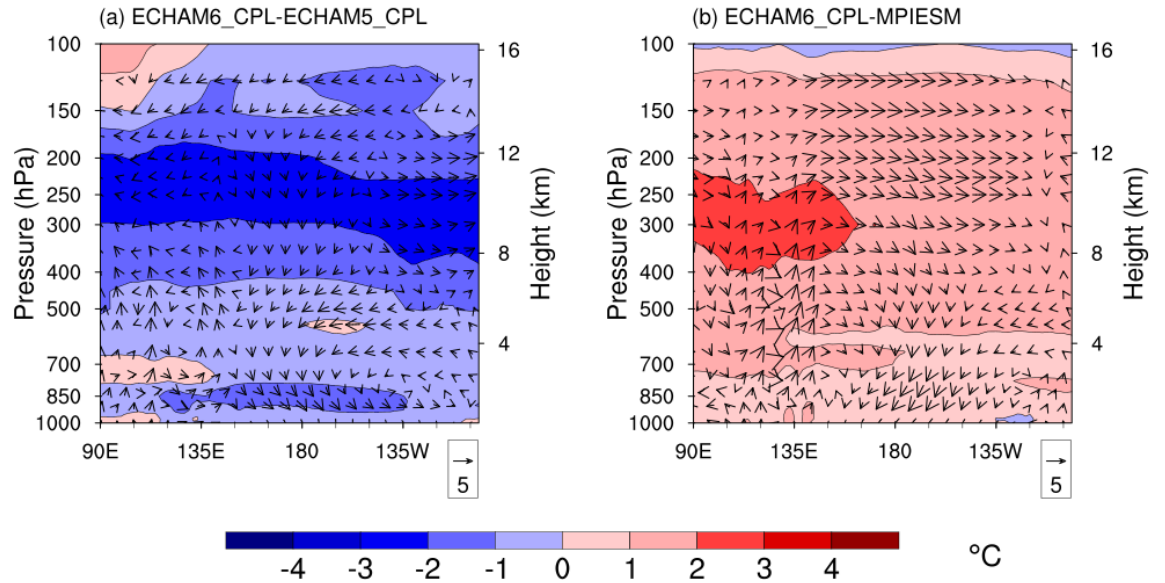 (a) ECHAM6_CPL-ECHAM5_CPL
(b) ECHAM6_CPL-MPIESM
Pressure (hPa)
100
150
200
250
300
400
500
700
850
1000
16
12
8
4
Height (km)
90E
135E
180
135W
5
Pressure (hPa)
100
150
200
250
300
400
500
700
850
1000
16
12
8
4
Height (km)
90E
135E
180
135W
5
-4 -3 -2 -1 0 1 2 3 4 °C